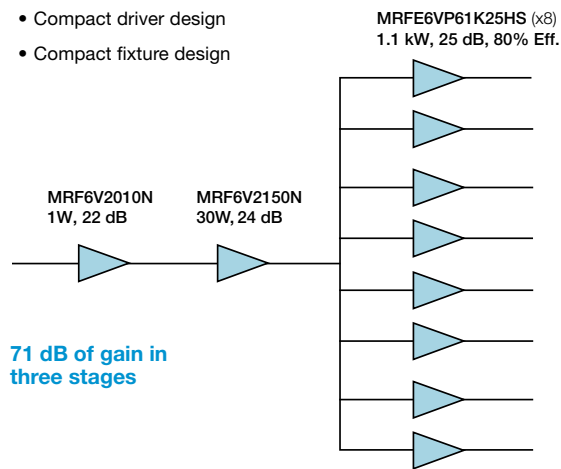 • Compact driver design
• Compact fixture design
MRFE6VP61K25HS (x8)
1.1 kW, 25 dB, 80% Eff.
MRF6V2010N
1W, 22 dB
MRF6V2150N
30W, 24 dB
71 dB of gain in
three stages